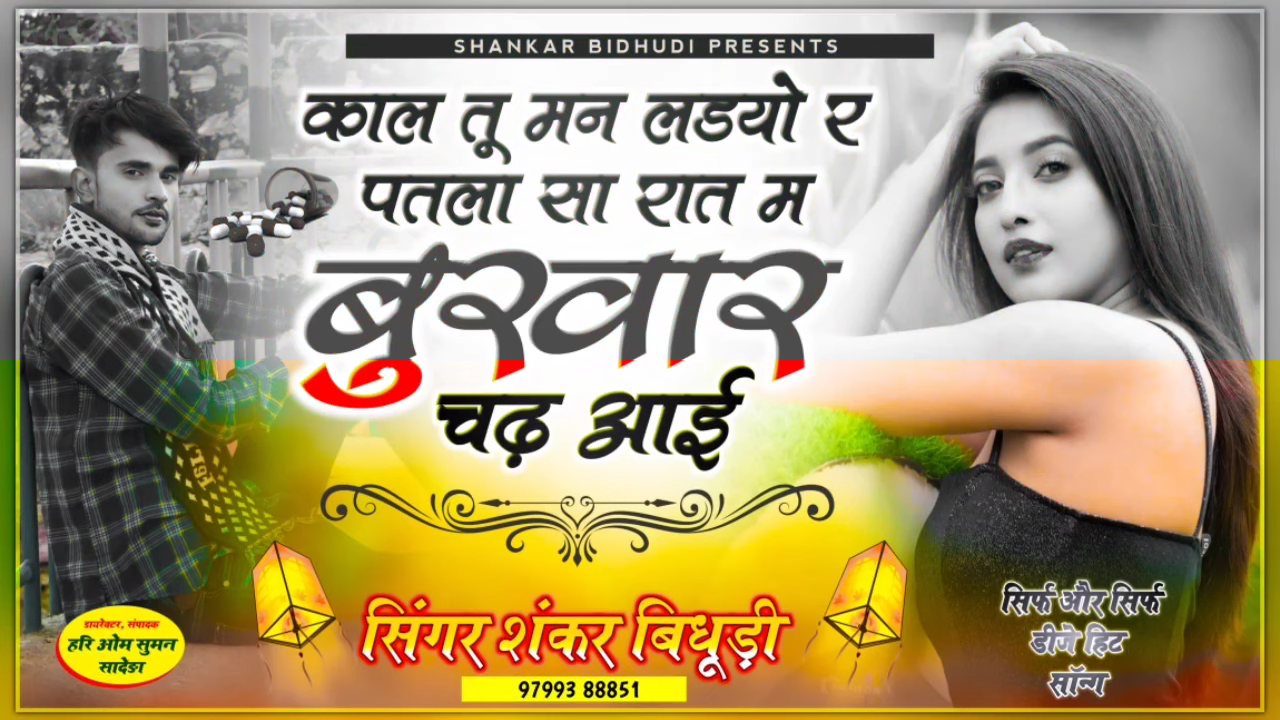 SHANKAR BIDHUDI PRESENTS
काल तू मन लडयो र
पतला सा रात म
बुखार
चढ़ आई
सिंगर शंकर बिधूड़ी
97993 88851
डायरेक्टर, संपादक
हरि ओम सुमन
सादेडा
सिर्फ और सिर्फ
डीजे हिट
सॉन्ग